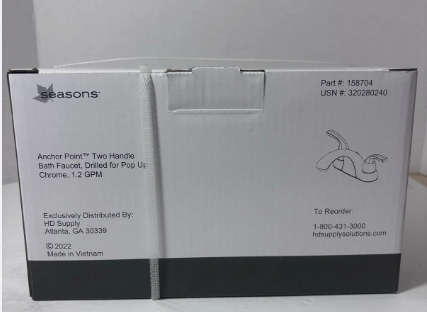 seasons®
Part #: 158704
USN #: 320280240
Anchor Point™ Two Handle
Bath Faucet, Drilled for Pop Up,
Chrome, 1.2 GPM
Exclusively Distributed By:
HD Supply
Atlanta, GA 30339
© 2022
Made in Vietnam
To Reorder:
1-800-431-3000
hdsupplysolutions.com